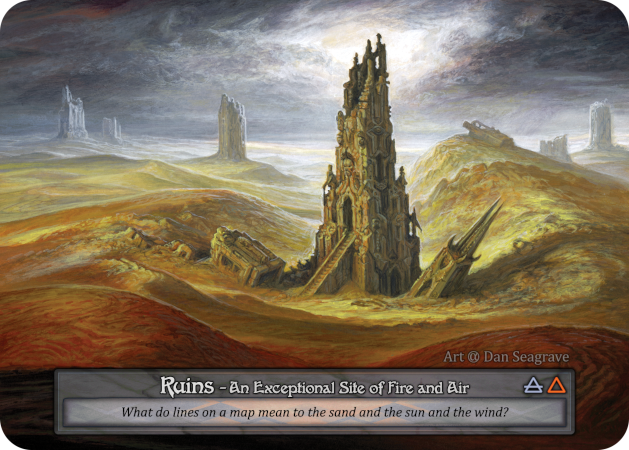 Art @ Dan Seagrave
Ruins - An Exceptional Site of Fire and Air
What do lines on a map mean to the sand and the sun and the wind?